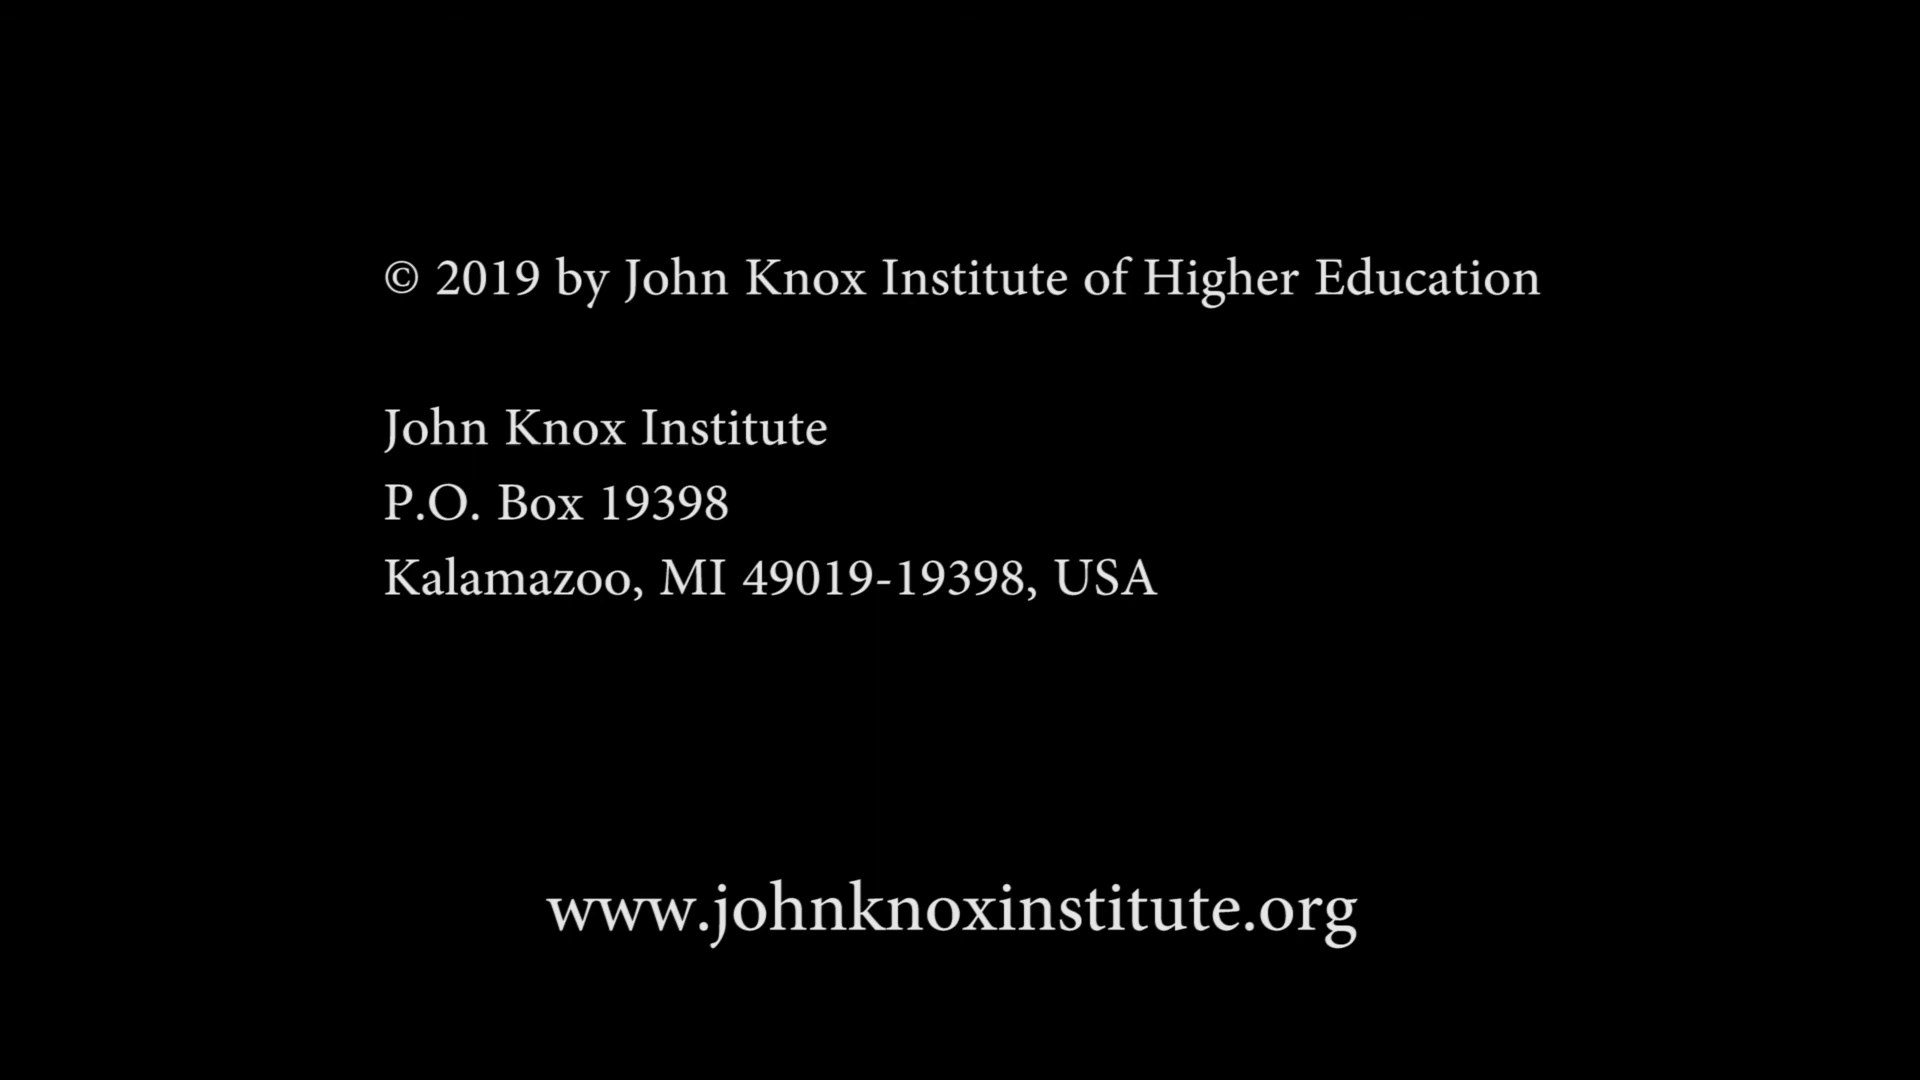 © 2019 by John Knox Institute of Higher Education
John Knox Institute
P.O. Box 19398
Kalamazoo, MI 49019-19398, USA
www.johnknoxinstitute.org